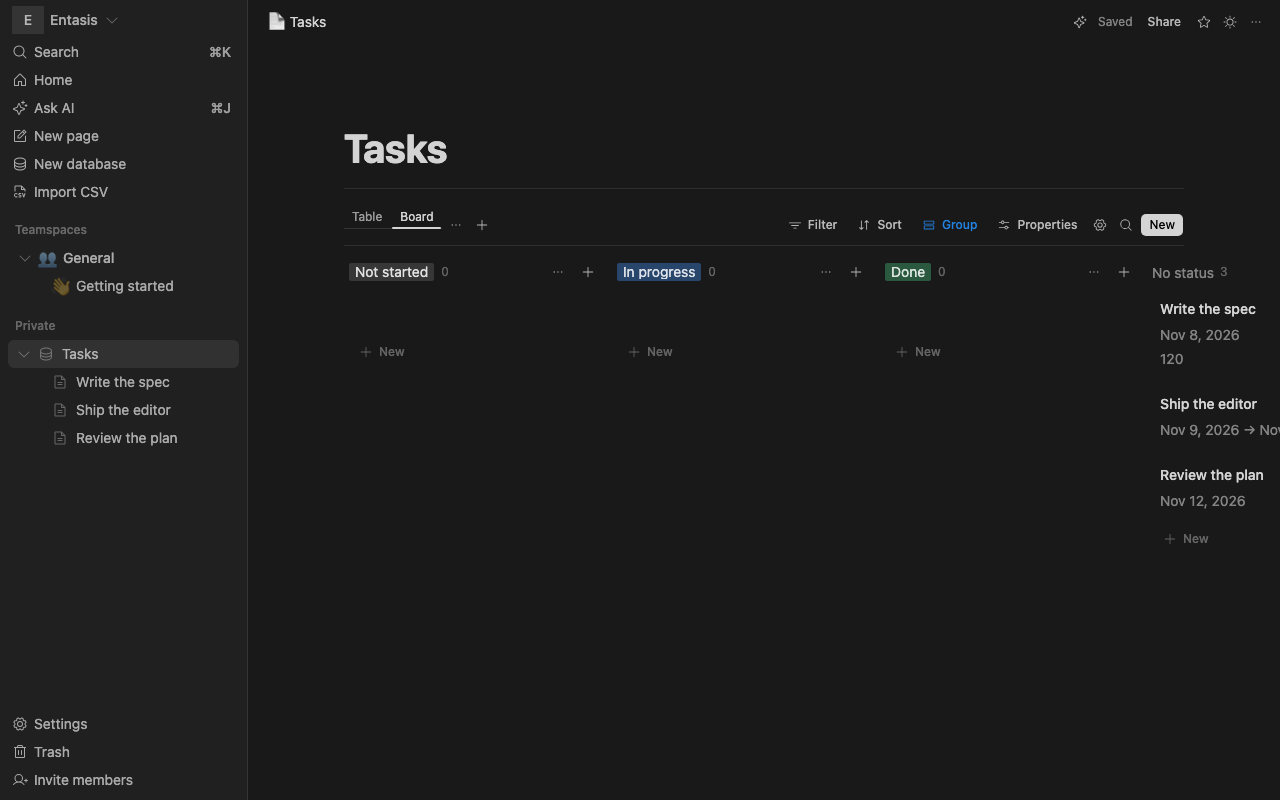 E Entasis
Search ⌘K
Home
Ask AI ⌘J
New page
New database
CSV Import CSV
Teamspaces
General
Getting started
Private
Tasks
Write the spec
Ship the editor
Review the plan
Settings
Trash
Invite members
Tasks
Saved Share
Tasks
Table Board
Filter Sort Group Properties New
Not started 0
New
In progress 0
New
Done 0
New
No status 3
Write the spec
Nov 8, 2026
120
Ship the editor
Nov 9, 2026 → Nov
Review the plan
Nov 12, 2026
New